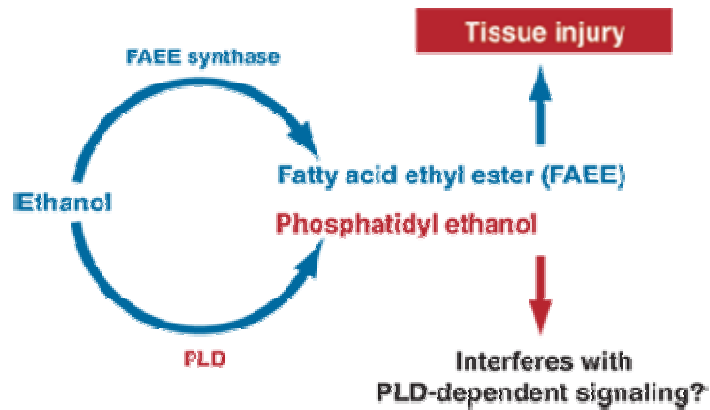 Tissue injury
FAEE synthase
Fatty acid ethyl ester (FAEE)
Ethanol
Phosphatidyl ethanol
PLD
Interferes with
PLD-dependent signaling?